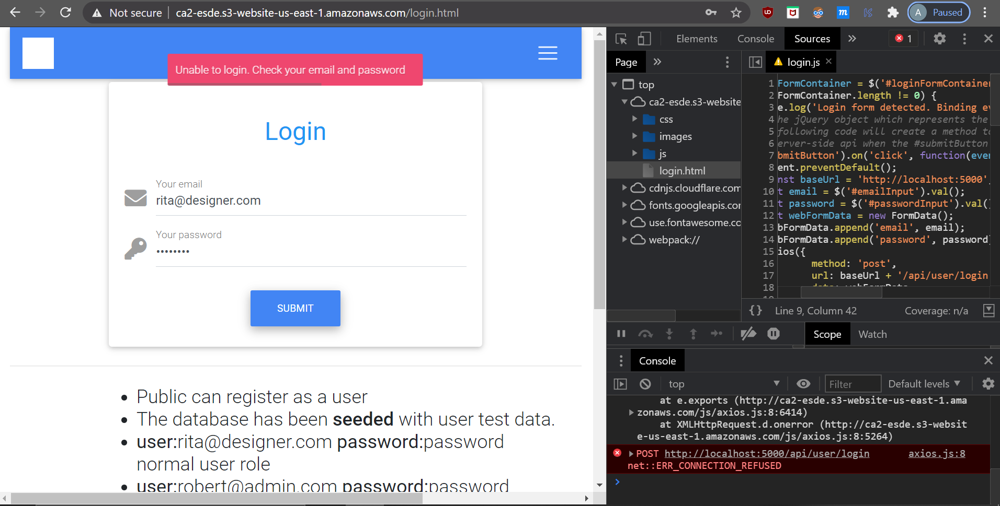 Not secure
ca2-esde.s3-website-us-east-1.amazonaws.com/login.html
A Paused
Unable to login. Check your email and password
Login
Your email
rita@designer.com
Your password
••••••••
SUBMIT
• Public can register as a user
• The database has been seeded with user test data.
• user:rita@designer.com password:password
normal user role
• user:robert@admin.com password:password
Elements Console Sources » 1
Page »
login.js
top
ca2-esde.s3-website
css
images
js
login.html
cdnjs.cloudflare.com
fonts.googleapis.co
use.fontawesome.co
webpack://
1 FormContainer = $('#loginFormContainer
2 FormContainer.length != 0) {
3 e.log('Login form detected. Binding ev
4 he jQuery object which represents the
5 following code will create a method to
6 erver-side api when the #submitButton
7 bmitButton').on('click', function(even
8 ent.preventDefault();
9 nst baseUrl = 'http://localhost:5000'
10 t email = $('#emailInput').val();
11 t password = $('#passwordInput').val(
12 t webFormData = new FormData();
13 bFormData.append('email', email);
14 bFormData.append('password', password
15 ios({
16 method: 'post',
17 url: baseUrl + '/api/user/login
18
{} Line 9, Column 42 Coverage: n/a
Scope Watch
Console
top Filter Default levels
at e.exports (http://ca2-esde.s3-website-us-east-1.ama
zonaws.com/js/axios.js:8:6414)
at XMLHttpRequest.d.onerror (http://ca2-esde.s3-websit
e-us-east-1.amazonaws.com/js/axios.js:8:5264)
POST http://localhost:5000/api/user/login axios.js:8
net::ERR_CONNECTION_REFUSED